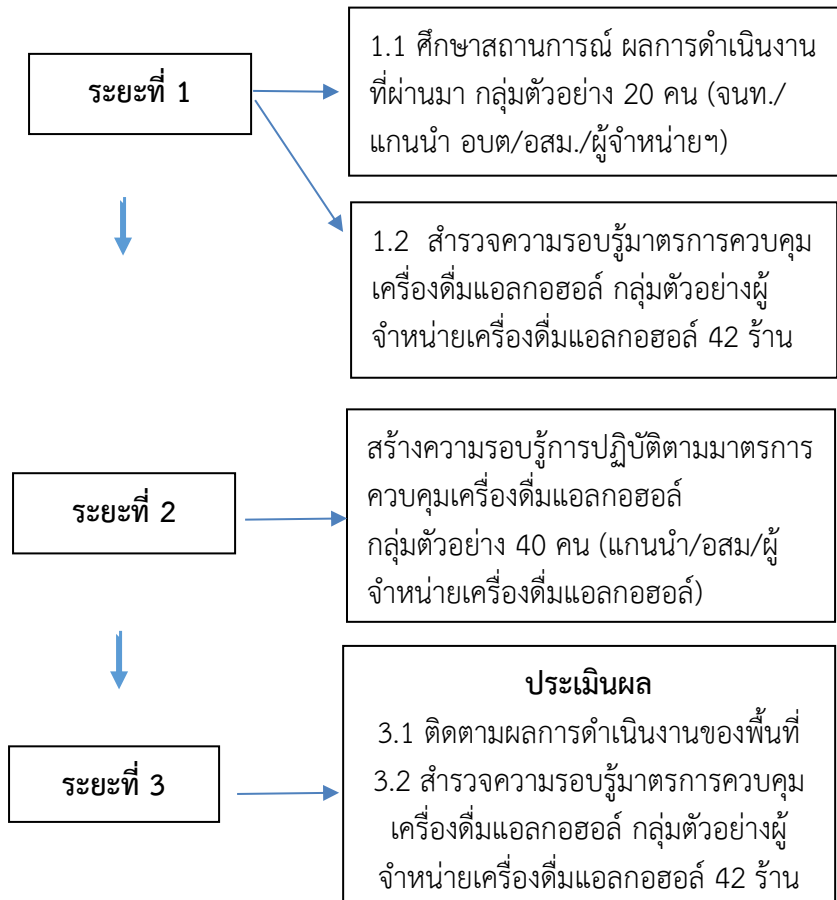 ระยะที่ 1
1.1 ศึกษาสถานการณ์ ผลการดำเนินงาน
ที่ผ่านมา กลุ่มตัวอย่าง 20 คน (จนท./
แกนนำ อบต/อสม./ผู้จำหน่ายฯ)
1.2 สำรวจความรอบรู้มาตรการควบคุม
เครื่องดื่มแอลกอฮอล์ กลุ่มตัวอย่างผู้
จำหน่ายเครื่องดื่มแอลกอฮอล์ 42 ร้าน
ระยะที่ 2
สร้างความรอบรู้การปฏิบัติตามมาตรการ
ควบคุมเครื่องดื่มแอลกอฮอล์
กลุ่มตัวอย่าง 40 คน (แกนนำ/อสม/ผู้
จำหน่ายเครื่องดื่มแอลกอฮอล์)
ระยะที่ 3
ประเมินผล
3.1 ติดตามผลการดำเนินงานของพื้นที่
3.2 สำรวจความรอบรู้มาตรการควบคุม
เครื่องดื่มแอลกอฮอล์ กลุ่มตัวอย่างผู้
จำหน่ายเครื่องดื่มแอลกอฮอล์ 42 ร้าน